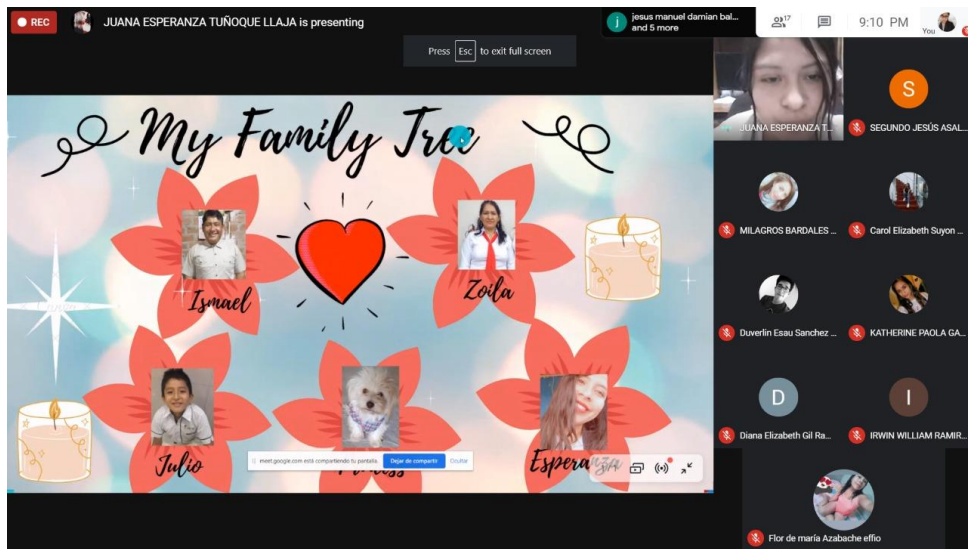 REC
JUANA ESPERANZA TUÑOQUE LLAJA is presenting
j
jesus manuel damian bal...
and 5 more
17
9:10 PM
You
Press Esc to exit full screen
My Family Tree
Ismael
Zoila
Julio
Esperanza
meet.google.com está compartiendo tu pantalla.
Dejar de compartir
Ocultar
JUANA ESPERANZA T...
S
SEGUNDO JESÚS ASAL...
MILAGROS BARDALES ...
Carol Elizabeth Suyon ...
Duverlin Esau Sanchez ...
KATHERINE PAOLA GA...
D
Diana Elizabeth Gil Ra...
I
IRWIN WILLIAM RAMIR...
Flor de maría Azabache effio